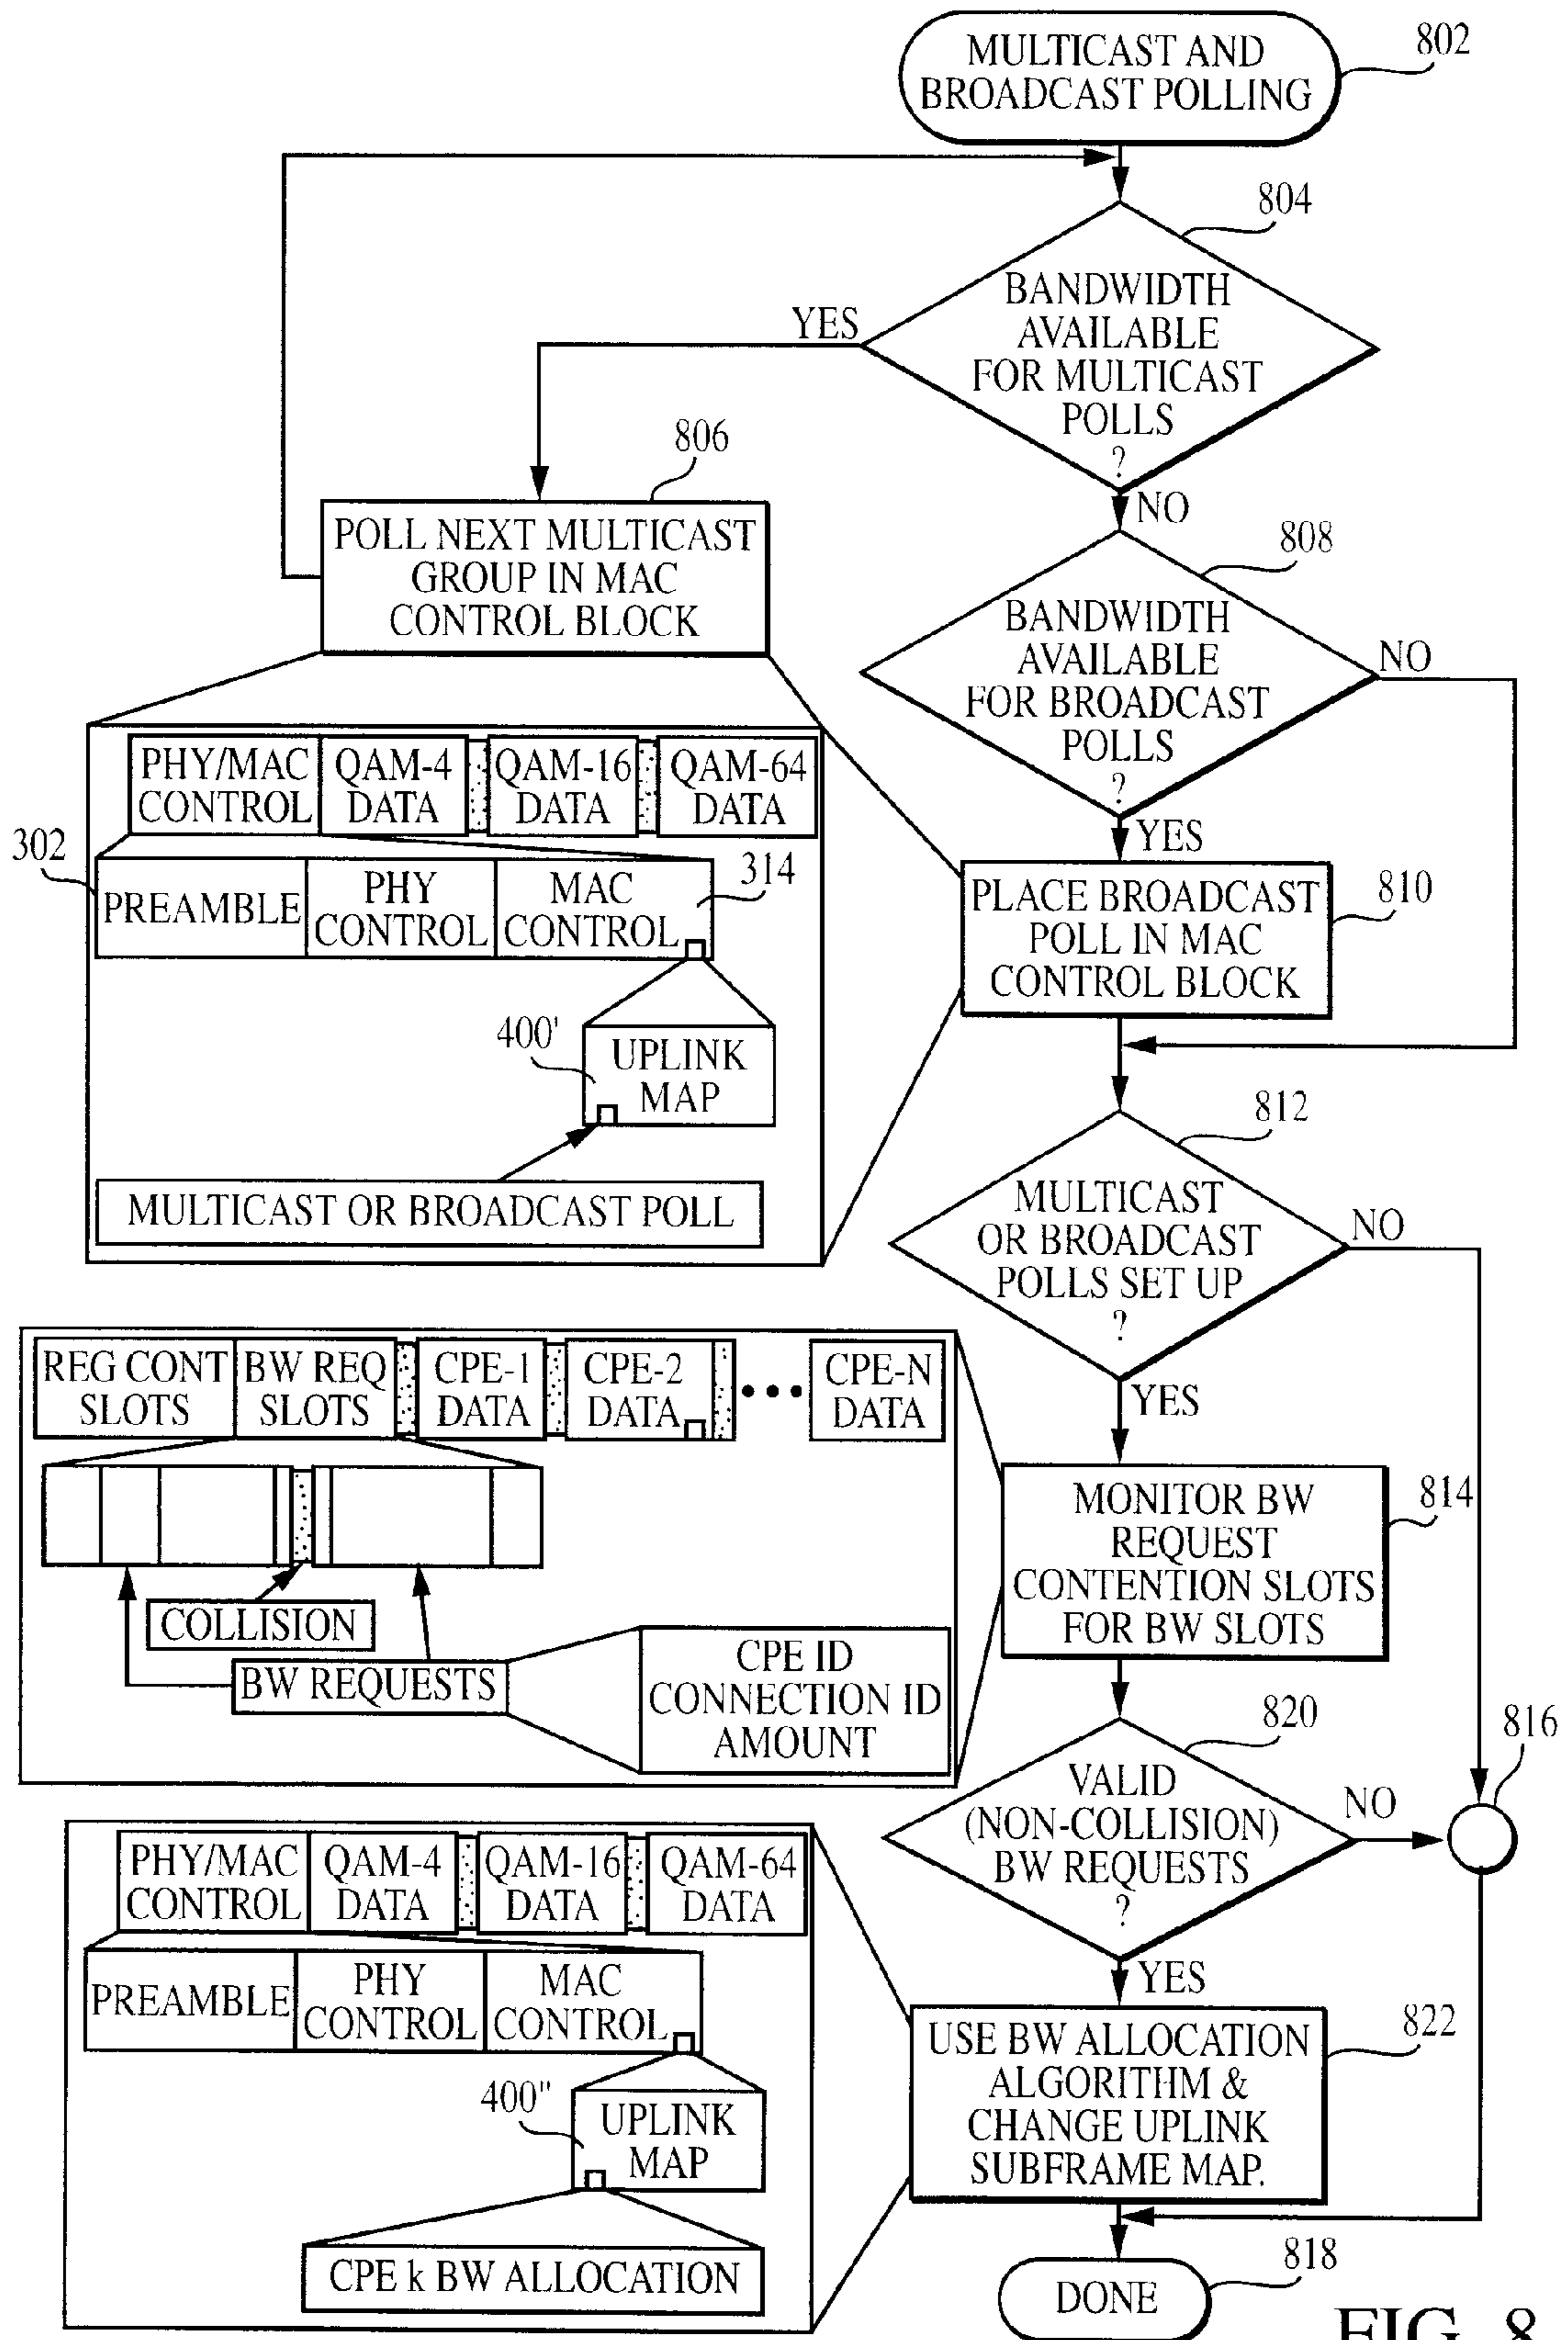 MULTICAST AND
BROADCAST POLLING
802
804
BANDWIDTH
AVAILABLE
FOR MULTICAST
POLLS
?
YES
NO
806
POLL NEXT MULTICAST
GROUP IN MAC
CONTROL BLOCK
808
BANDWIDTH
AVAILABLE
FOR BROADCAST
POLLS
?
NO
YES
PHY/MAC
CONTROL
QAM-4
DATA
QAM-16
DATA
QAM-64
DATA
302
PREAMBLE
PHY
CONTROL
MAC
CONTROL
314
400'
UPLINK
MAP
MULTICAST OR BROADCAST POLL
PLACE BROADCAST
POLL IN MAC
CONTROL BLOCK
810
812
MULTICAST
OR BROADCAST
POLLS SET UP
?
NO
YES
REG CONT
SLOTS
BW REQ
SLOTS
CPE-1
DATA
CPE-2
DATA
•••
CPE-N
DATA
COLLISION
BW REQUESTS
CPE ID
CONNECTION ID
AMOUNT
MONITOR BW
REQUEST
CONTENTION SLOTS
FOR BW SLOTS
814
820
VALID
(NON-COLLISION)
BW REQUESTS
?
NO
816
YES
PHY/MAC
CONTROL
QAM-4
DATA
QAM-16
DATA
QAM-64
DATA
PREAMBLE
PHY
CONTROL
MAC
CONTROL
400"
UPLINK
MAP
CPE k BW ALLOCATION
USE BW ALLOCATION
ALGORITHM &
CHANGE UPLINK
SUBFRAME MAP.
822
DONE
818
FIG. 8